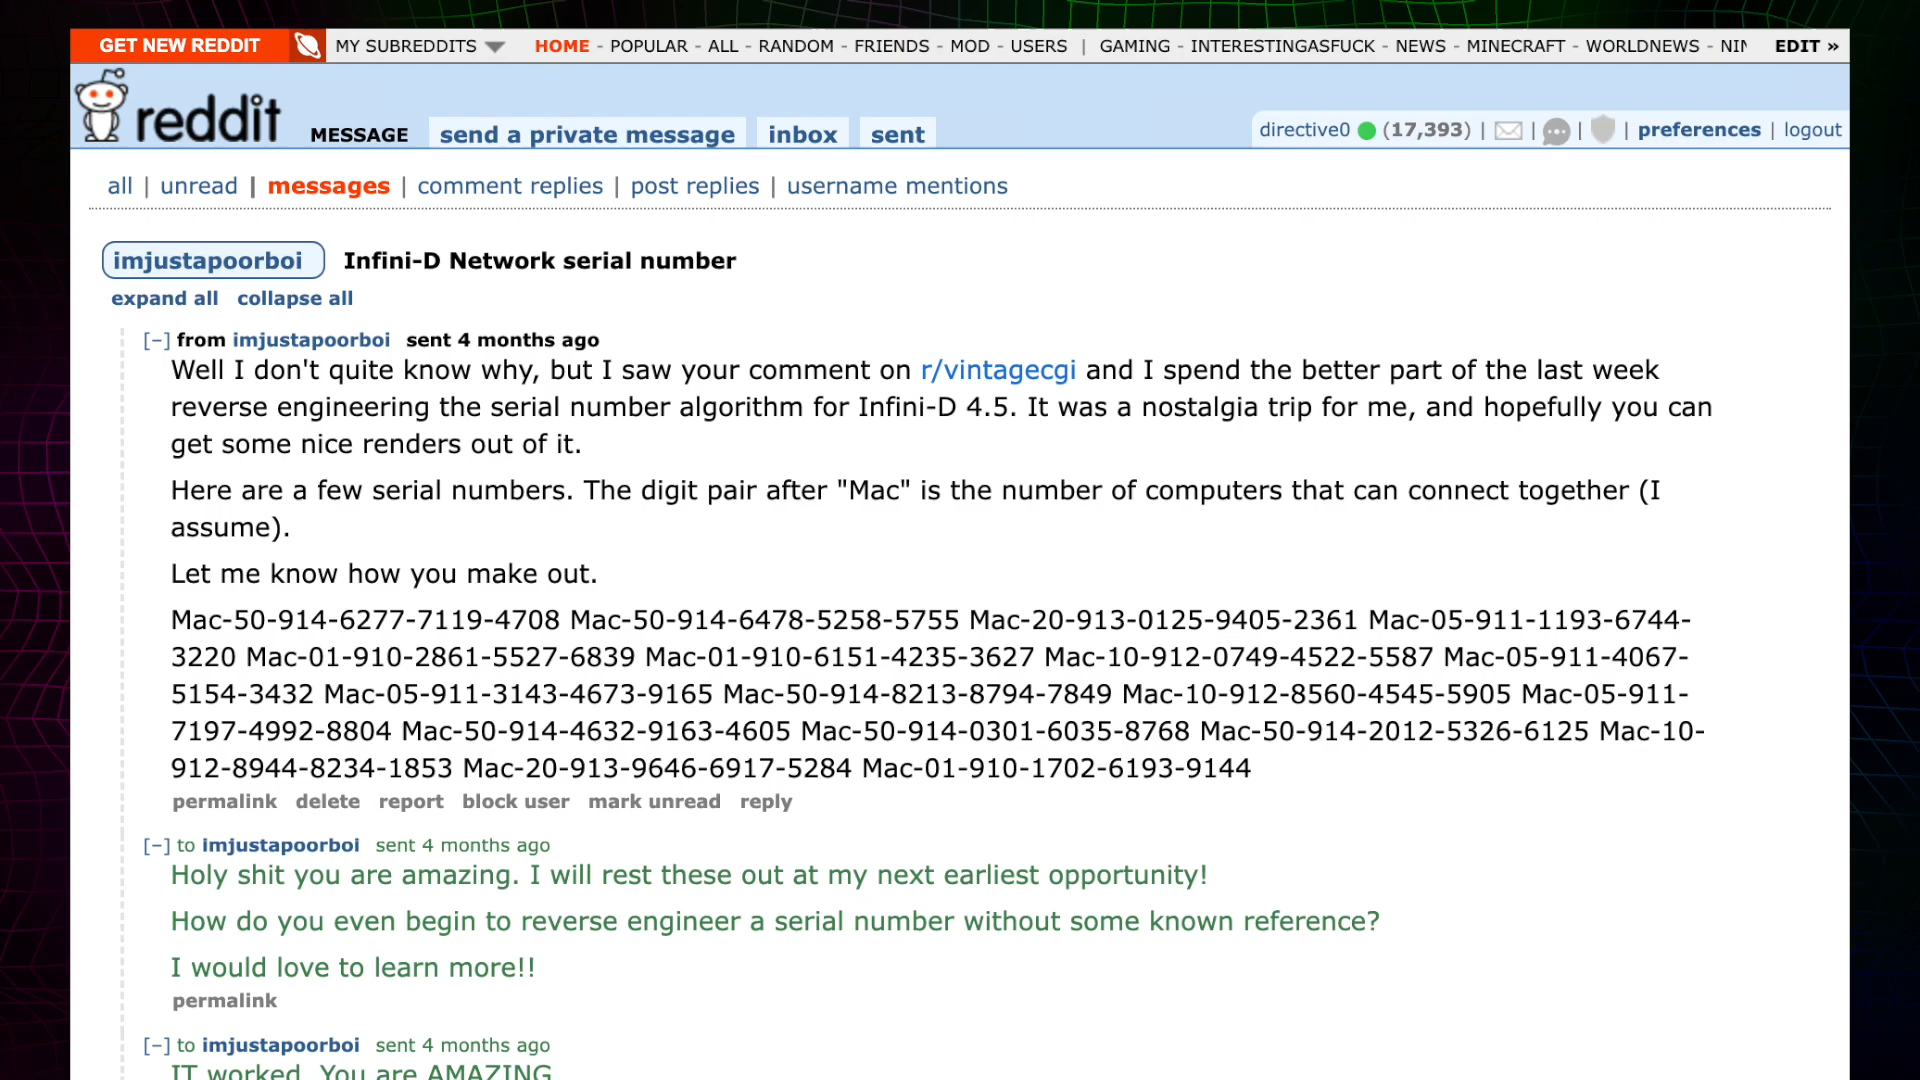 GET NEW REDDIT MY SUBREDDITS HOME - POPULAR - ALL - RANDOM - FRIENDS - MOD - USERS | GAMING - INTERESTINGASFUCK - NEWS - MINECRAFT - WORLDNEWS - NIN EDIT »
reddit MESSAGE send a private message inbox sent directive0 (17,393) | | | | preferences | logout
all | unread | messages | comment replies | post replies | username mentions
imjustapoorboi Infini-D Network serial number
expand all collapse all
[–] from imjustapoorboi sent 4 months ago
Well I don't quite know why, but I saw your comment on r/vintagecgi and I spend the better part of the last week
reverse engineering the serial number algorithm for Infini-D 4.5. It was a nostalgia trip for me, and hopefully you can
get some nice renders out of it.
Here are a few serial numbers. The digit pair after "Mac" is the number of computers that can connect together (I
assume).
Let me know how you make out.
Mac-50-914-6277-7119-4708 Mac-50-914-6478-5258-5755 Mac-20-913-0125-9405-2361 Mac-05-911-1193-6744-
3220 Mac-01-910-2861-5527-6839 Mac-01-910-6151-4235-3627 Mac-10-912-0749-4522-5587 Mac-05-911-4067-
5154-3432 Mac-05-911-3143-4673-9165 Mac-50-914-8213-8794-7849 Mac-10-912-8560-4545-5905 Mac-05-911-
7197-4992-8804 Mac-50-914-4632-9163-4605 Mac-50-914-0301-6035-8768 Mac-50-914-2012-5326-6125 Mac-10-
912-8944-8234-1853 Mac-20-913-9646-6917-5284 Mac-01-910-1702-6193-9144
permalink delete report block user mark unread reply
[–] to imjustapoorboi sent 4 months ago
Holy shit you are amazing. I will rest these out at my next earliest opportunity!
How do you even begin to reverse engineer a serial number without some known reference?
I would love to learn more!!
permalink
[–] to imjustapoorboi sent 4 months ago
IT worked. You are AMAZING